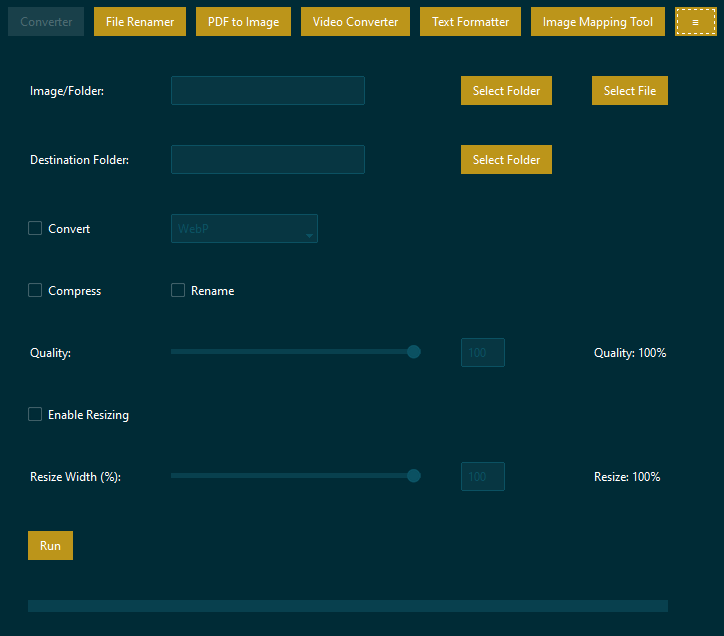 Converter File Renamer PDF to Image Video Converter Text Formatter Image Mapping Tool ≡
Image/Folder: Select Folder Select File
Destination Folder: Select Folder
Convert WebP
Compress Rename
Quality: 100 Quality: 100%
Enable Resizing
Resize Width (%): 100 Resize: 100%
Run